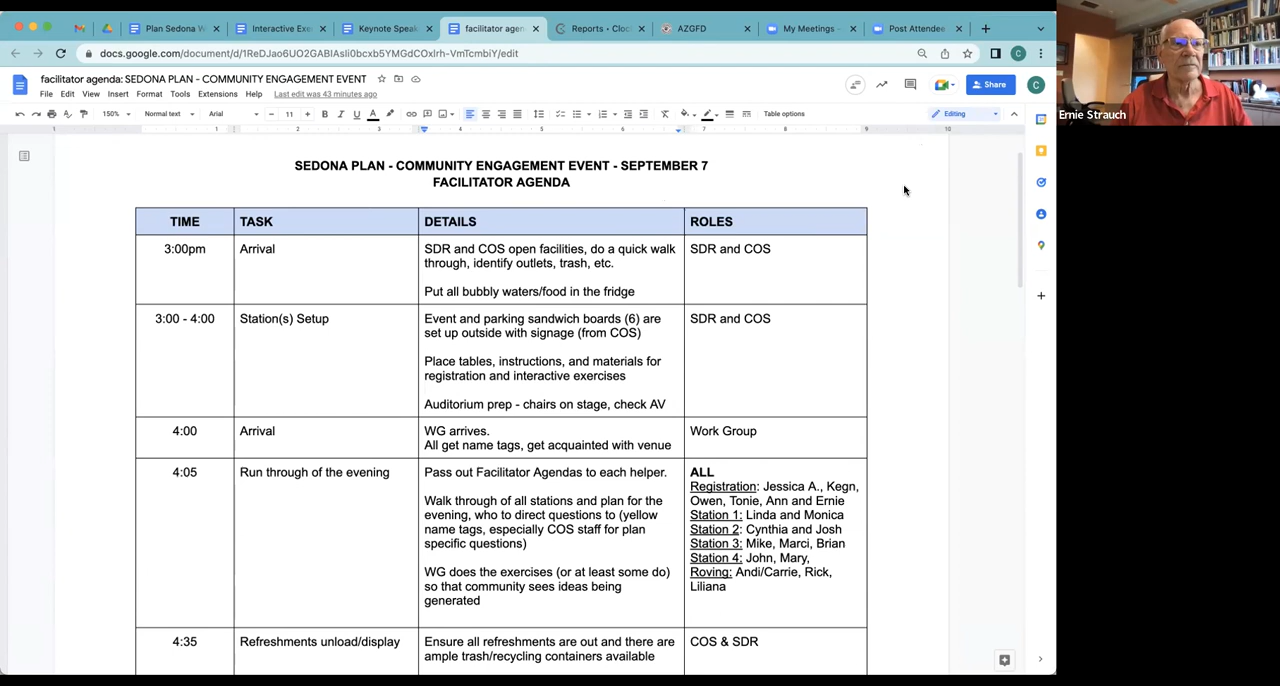 Plan Sedona W
Interactive Exe
Keynote Speak
facilitator agen
Reports - Cloc
AZGFD
My Meetings -
Post Attendee
docs.google.com/document/d/1ReDJao6UO2GABIAsIi0bcxb5YMGdCOxIrh-VmTcmbiY/edit
facilitator agenda: SEDONA PLAN - COMMUNITY ENGAGEMENT EVENT
File Edit View Insert Format Tools Extensions Help Last edit was 43 minutes ago
Share
C
150% Normal text Arial 11 Table options Editing
1 1 2 3 4 5 6 7 8 9 10
Ernie Strauch
SEDONA PLAN - COMMUNITY ENGAGEMENT EVENT - SEPTEMBER 7
FACILITATOR AGENDA
TIME TASK DETAILS ROLES
3:00pm Arrival SDR and COS open facilities, do a quick walk SDR and COS
through, identify outlets, trash, etc.
Put all bubbly waters/food in the fridge
3:00 - 4:00 Station(s) Setup Event and parking sandwich boards (6) are SDR and COS
set up outside with signage (from COS)
Place tables, instructions, and materials for
registration and interactive exercises
Auditorium prep - chairs on stage, check AV
4:00 Arrival WG arrives. Work Group
All get name tags, get acquainted with venue
4:05 Run through of the evening Pass out Facilitator Agendas to each helper. ALL
Registration: Jessica A., Kegn,
Walk through of all stations and plan for the Owen, Tonie, Ann and Ernie
evening, who to direct questions to (yellow Station 1: Linda and Monica
name tags, especially COS staff for plan Station 2: Cynthia and Josh
specific questions) Station 3: Mike, Marci, Brian
Station 4: John, Mary,
WG does the exercises (or at least some do) Roving: Andi/Carrie, Rick,
so that community sees ideas being Liliana
generated
4:35 Refreshments unload/display Ensure all refreshments are out and there are COS & SDR
ample trash/recycling containers available